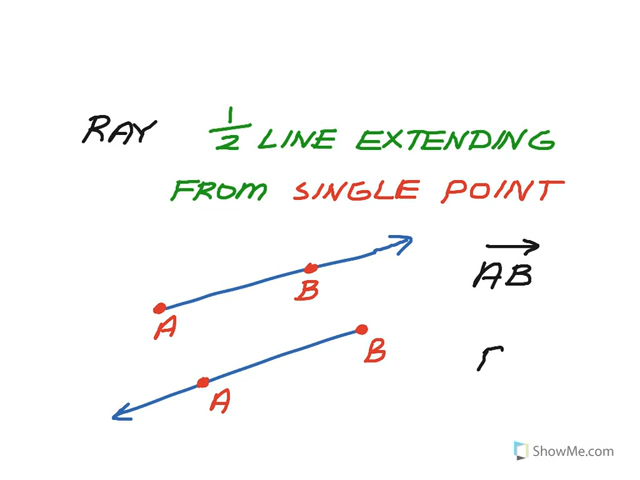 RAY 1/2 LINE EXTENDING
FROM SINGLE POINT
A B
AB
A B
ShowMe.com